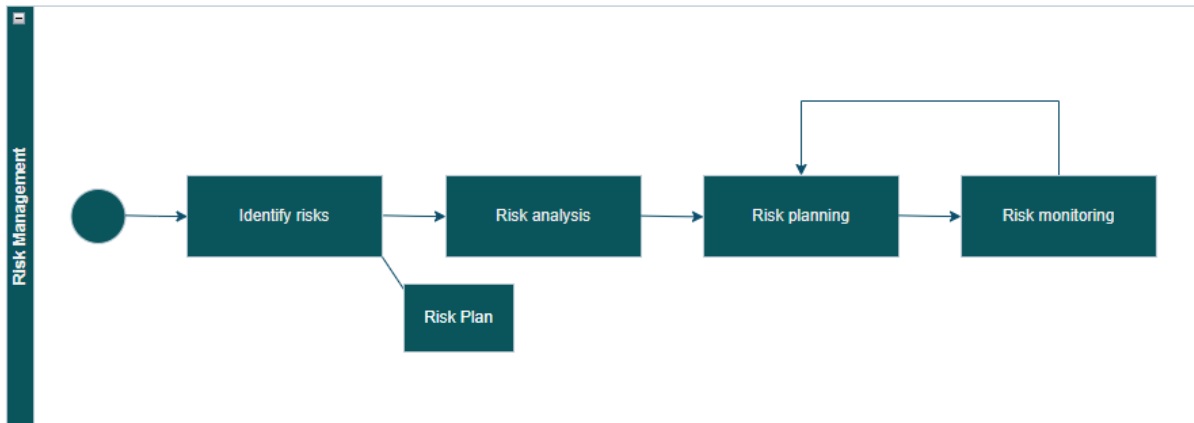 Risk Management
Identify risks
Risk analysis
Risk planning
Risk monitoring
Risk Plan